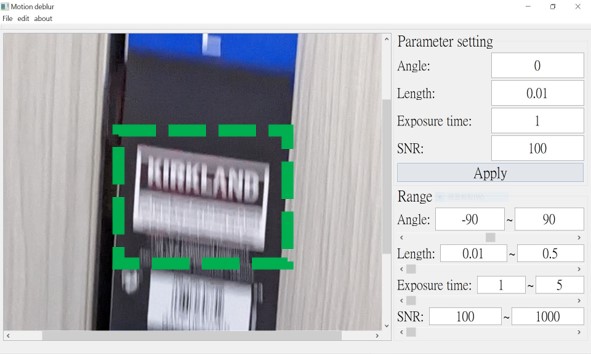 Motion deblur
File edit about
KIRKLAND
Parameter setting
Angle: 0
Length: 0.01
Exposure time: 1
SNR: 100
Apply
Range
Angle: -90 ~ 90
Length: 0.01 ~ 0.5
Exposure time: 1 ~ 5
SNR: 100 ~ 1000